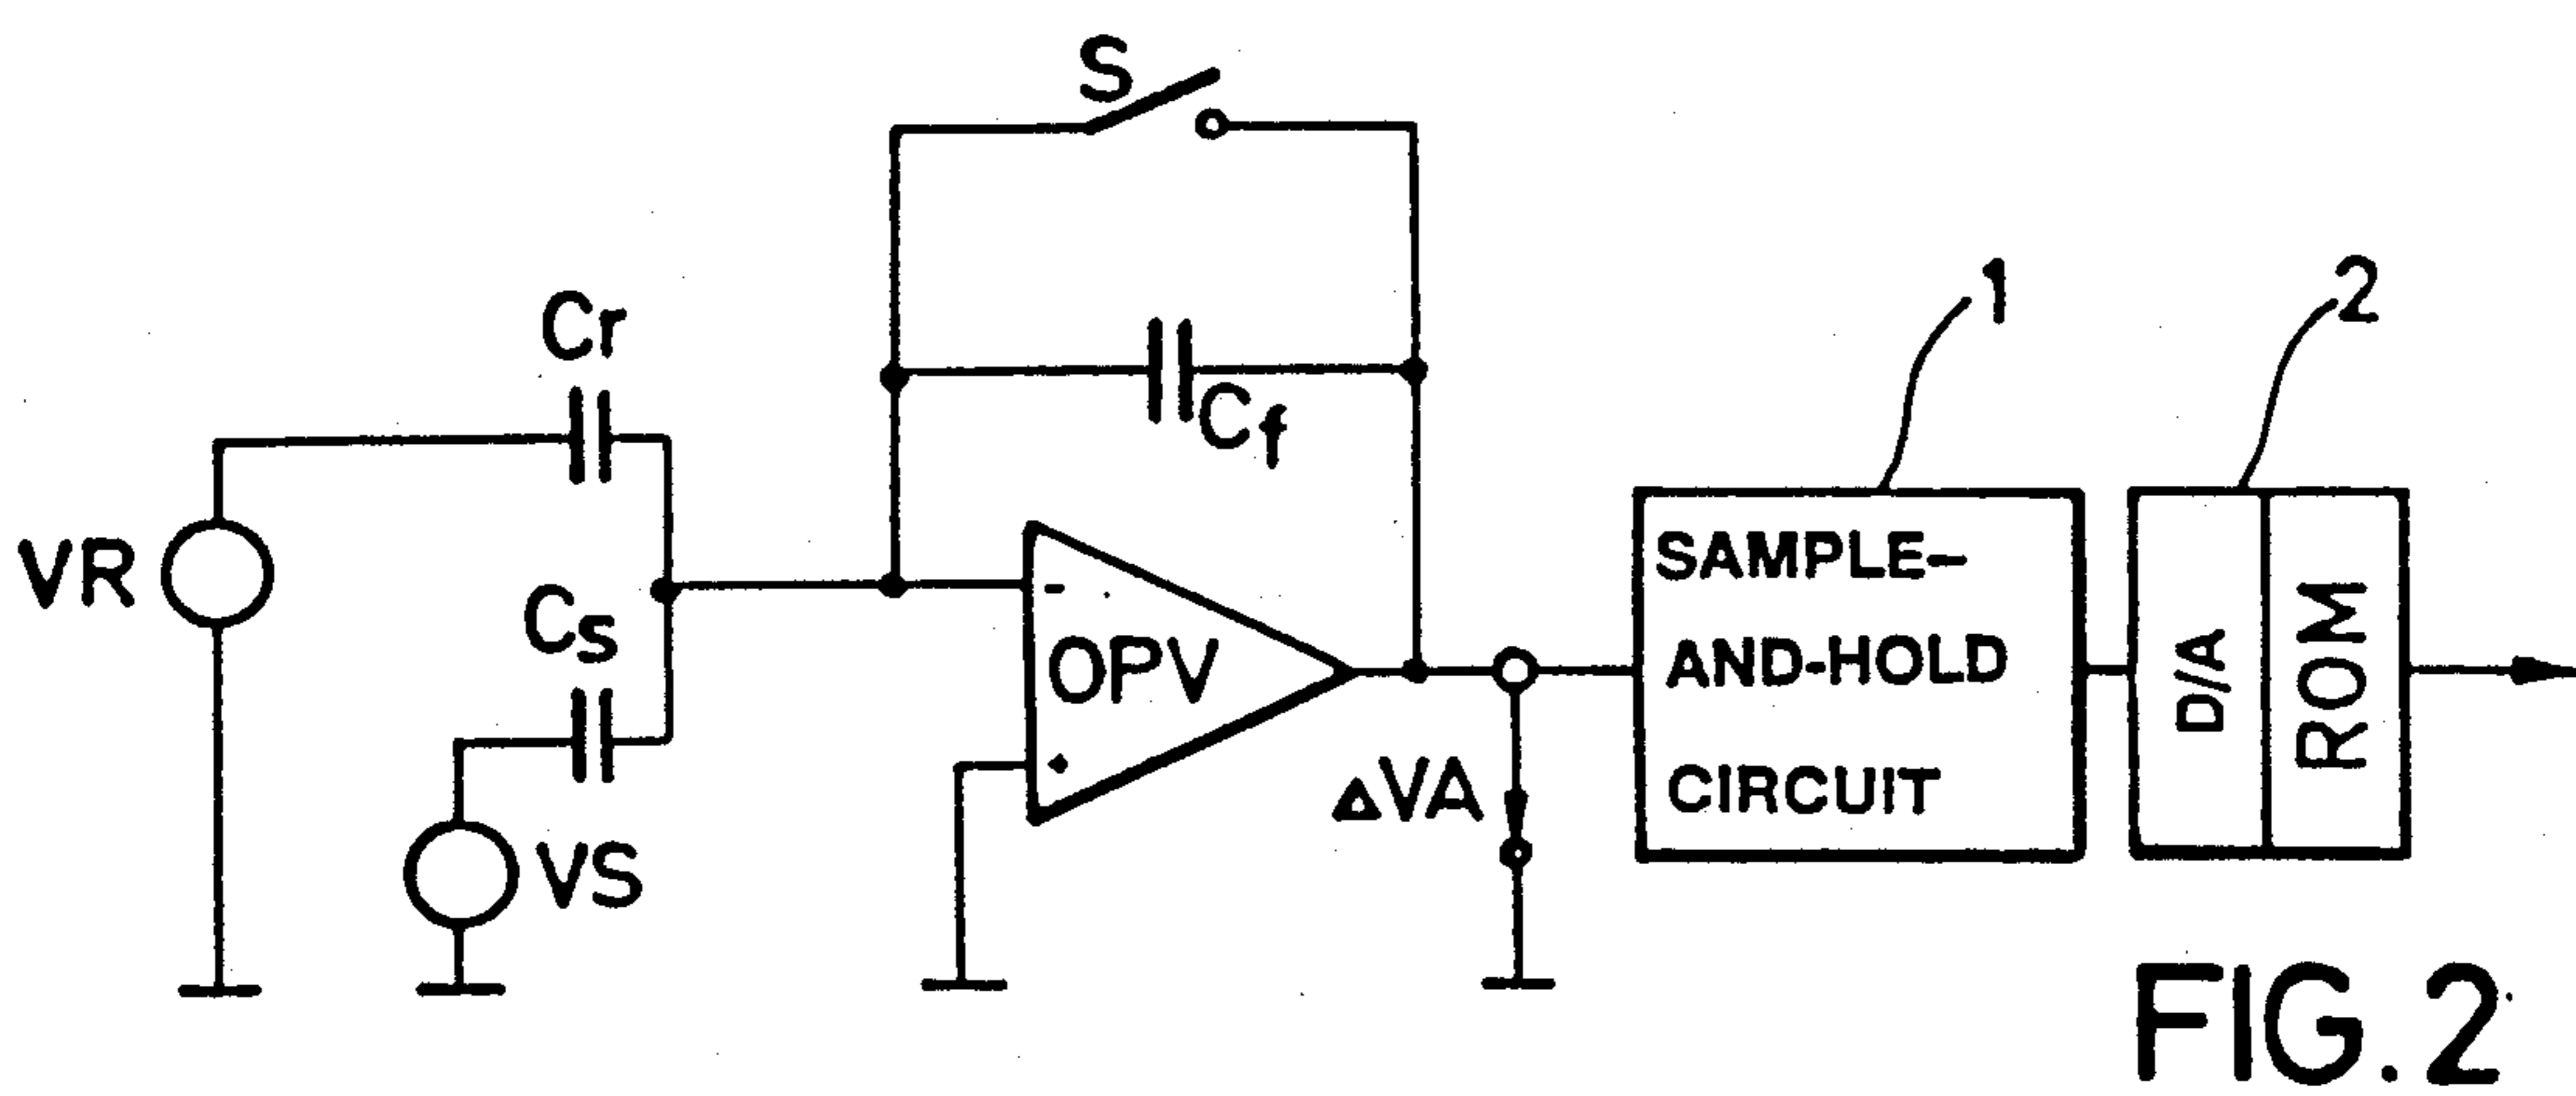 S
Cr
Cf
VR
Cs
VS
-
OPV
+
ΔVA
1
SAMPLE-
AND-HOLD
CIRCUIT
2
D/A
ROM
FIG. 2